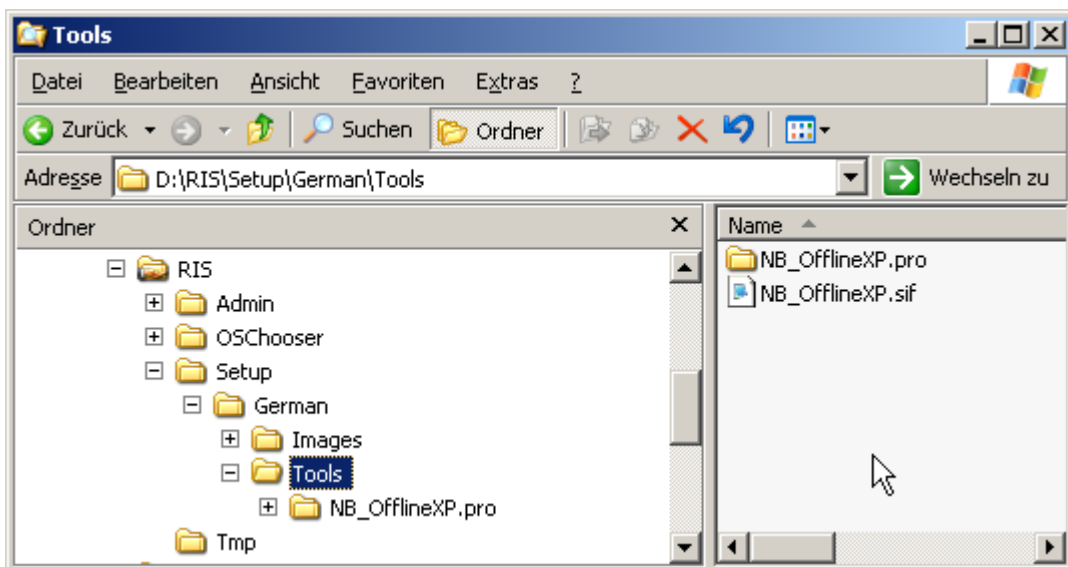 Tools
Datei Bearbeiten Ansicht Favoriten Extras ?
Zurück Suchen Ordner
Adresse D:\RIS\Setup\German\Tools Wechseln zu
Ordner
RIS
Admin
OSChooser
Setup
German
Images
Tools
NB_OfflineXP.pro
Tmp
Name
NB_OfflineXP.pro
NB_OfflineXP.sif